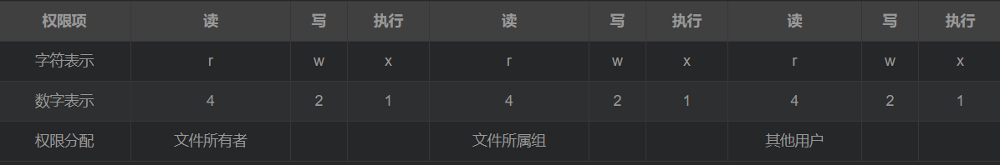 权限项 读 写 执行 读 写 执行 读 写 执行
字符表示 r w x r w x r w x
数字表示 4 2 1 4 2 1 4 2 1
权限分配 文件所有者 文件所属组 其他用户